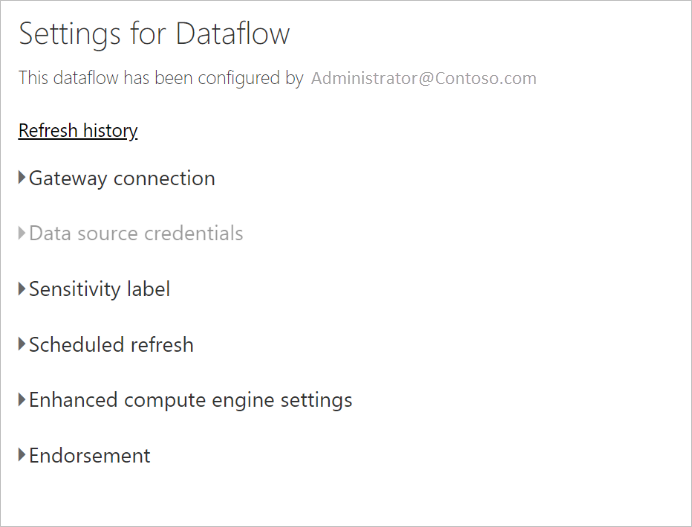 Settings for Dataflow
This dataflow has been configured by Administrator@Contoso.com
Refresh history
Gateway connection
Data source credentials
Sensitivity label
Scheduled refresh
Enhanced compute engine settings
Endorsement